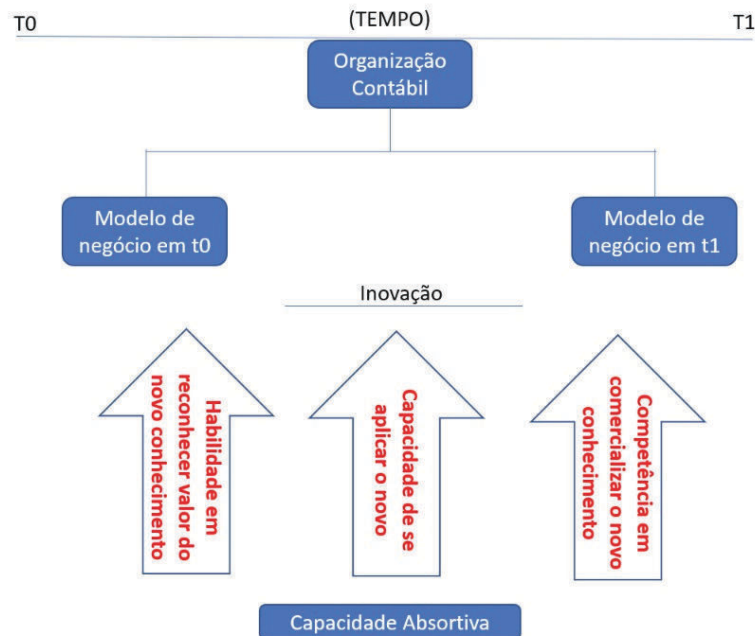 T0
(TEMPO)
T1
Organização
Contábil
Modelo de
negócio em t0
Modelo de
negócio em t1
Inovação
Habilidade em
reconhecer valor do
novo conhecimento
Capacidade de se
aplicar o novo
Competência em
comercializar o novo
conhecimento
Capacidade Absortiva